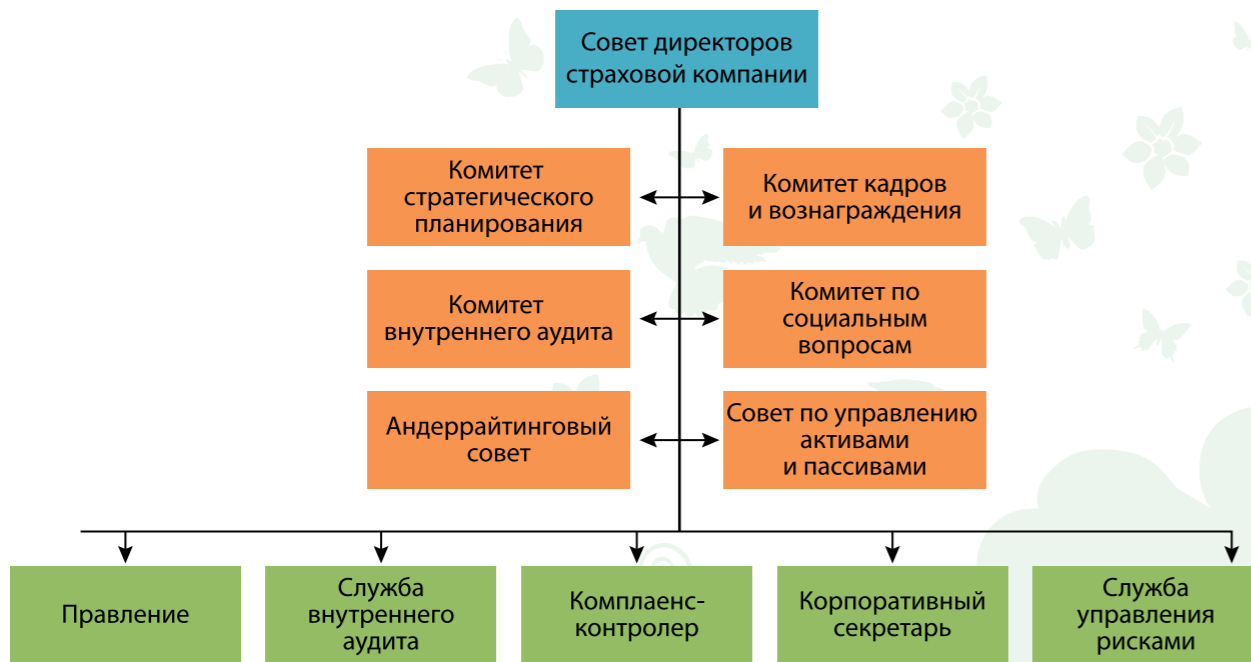 Совет директоров
страховой компании
Комитет
стратегического
планирования
Комитет кадров
и вознаграждения
Комитет
внутреннего аудита
Комитет по
социальным
вопросам
Андеррайтинговый
совет
Совет по управлению
активами
и пассивами
Правление
Служба
внутреннего
аудита
Комплаенс-
контролер
Корпоративный
секретарь
Служба
управления
рисками